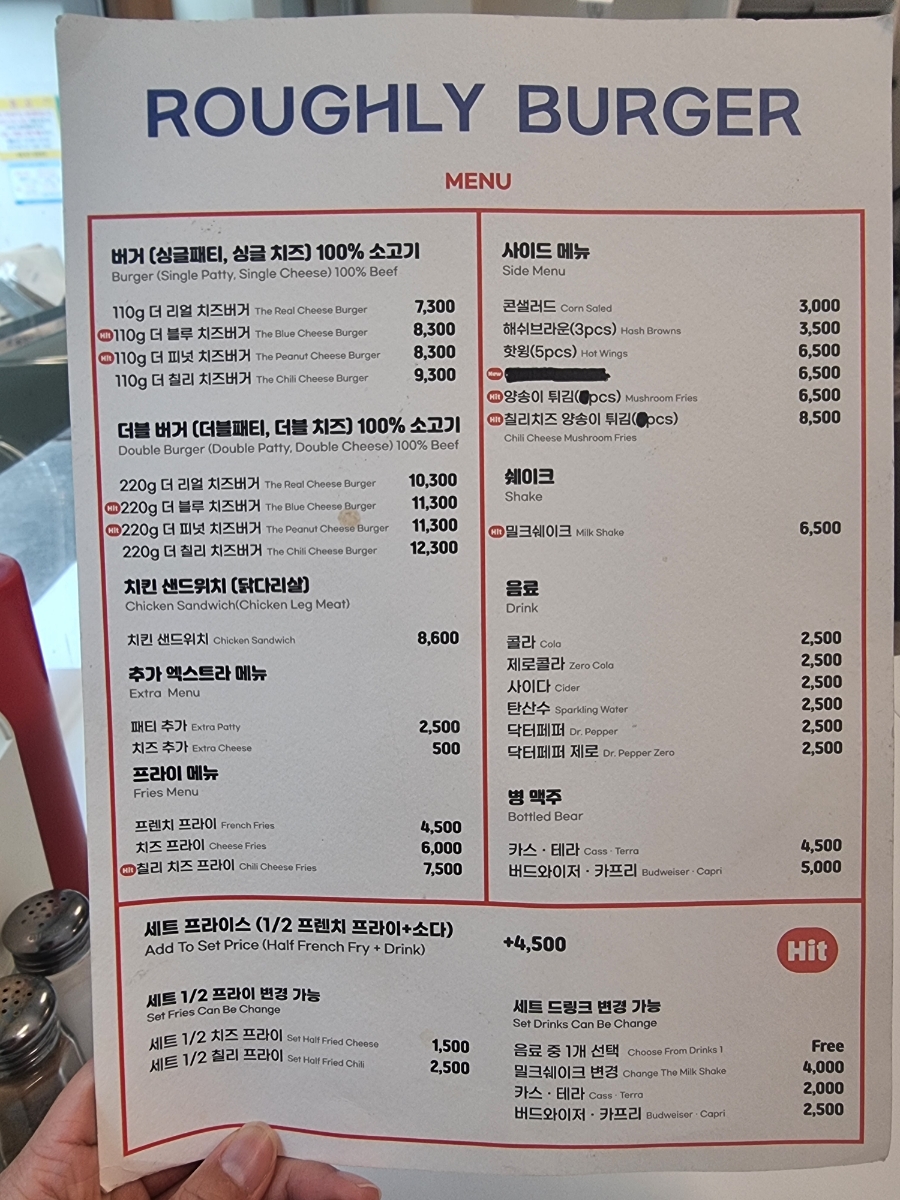 ROUGHLY BURGER
MENU
버거 (싱글패티, 싱글 치즈) 100% 소고기
Burger (Single Patty, Single Cheese) 100% Beef
110g 더 리얼 치즈버거 The Real Cheese Burger 7,300
Hit 110g 더 블루 치즈버거 The Blue Cheese Burger 8,300
Hit 110g 더 피넛 치즈버거 The Peanut Cheese Burger 8,300
110g 더 칠리 치즈버거 The Chili Cheese Burger 9,300
더블 버거 (더블패티, 더블 치즈) 100% 소고기
Double Burger (Double Patty, Double Cheese) 100% Beef
220g 더 리얼 치즈버거 The Real Cheese Burger 10,300
Hit 220g 더 블루 치즈버거 The Blue Cheese Burger 11,300
Hit 220g 더 피넛 치즈버거 The Peanut Cheese Burger 11,300
220g 더 칠리 치즈버거 The Chili Cheese Burger 12,300
치킨 샌드위치 (닭다리살)
Chicken Sandwich(Chicken Leg Meat)
치킨 샌드위치 Chicken Sandwich 8,600
추가 엑스트라 메뉴
Extra Menu
패티 추가 Extra Patty 2,500
치즈 추가 Extra Cheese 500
프라이 메뉴
Fries Menu
프렌치 프라이 French Fries 4,500
치즈 프라이 Cheese Fries 6,000
Hit 칠리 치즈 프라이 Chili Cheese Fries 7,500
사이드 메뉴
Side Menu
콘샐러드 Corn Saled 3,000
해쉬브라운(3pcs) Hash Browns 3,500
핫윙(5pcs) Hot Wings 6,500
New 6,500
Hit 양송이 튀김( pcs) Mushroom Fries 6,500
Hit 칠리치즈 양송이 튀김( pcs) 8,500
Chili Cheese Mushroom Fries
쉐이크
Shake
Hit 밀크쉐이크 Milk Shake 6,500
음료
Drink
콜라 Cola 2,500
제로콜라 Zero Cola 2,500
사이다 Cider 2,500
탄산수 Sparkling Water 2,500
닥터페퍼 Dr. Pepper 2,500
닥터페퍼 제로 Dr. Pepper Zero 2,500
병 맥주
Bottled Bear
카스 · 테라 Cass · Terra 4,500
버드와이저 · 카프리 Budweiser · Capri 5,000
세트 프라이스 (1/2 프렌치 프라이+소다)
Add To Set Price (Half French Fry + Drink)
+4,500
Hit
세트 1/2 프라이 변경 가능
Set Fries Can Be Change
세트 1/2 치즈 프라이 Set Half Fried Cheese 1,500
세트 1/2 칠리 프라이 Set Half Fried Chili 2,500
세트 드링크 변경 가능
Set Drinks Can Be Change
음료 중 1개 선택 Choose From Drinks 1 Free
밀크쉐이크 변경 Change The Milk Shake 4,000
카스 · 테라 Cass · Terra 2,000
버드와이저 · 카프리 Budweiser · Capri 2,500